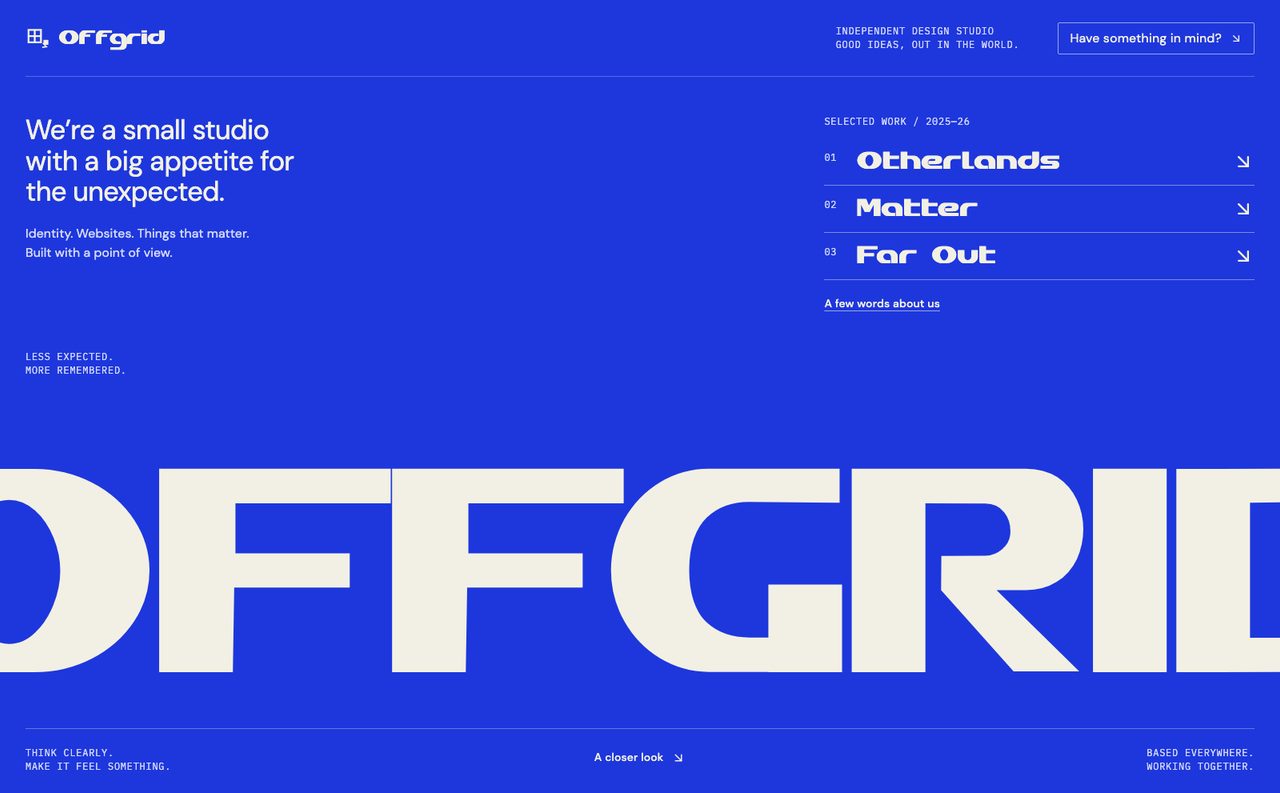 OFFgrid
INDEPENDENT DESIGN STUDIO
GOOD IDEAS, OUT IN THE WORLD.
Have something in mind?
We’re a small studio
with a big appetite for
the unexpected.
Identity. Websites. Things that matter.
Built with a point of view.
LESS EXPECTED.
MORE REMEMBERED.
SELECTED WORK / 2025—26
01 Otherlands
02 Matter
03 Far Out
A few words about us
OFFGRID
THINK CLEARLY.
MAKE IT FEEL SOMETHING.
A closer look
BASED EVERYWHERE.
WORKING TOGETHER.